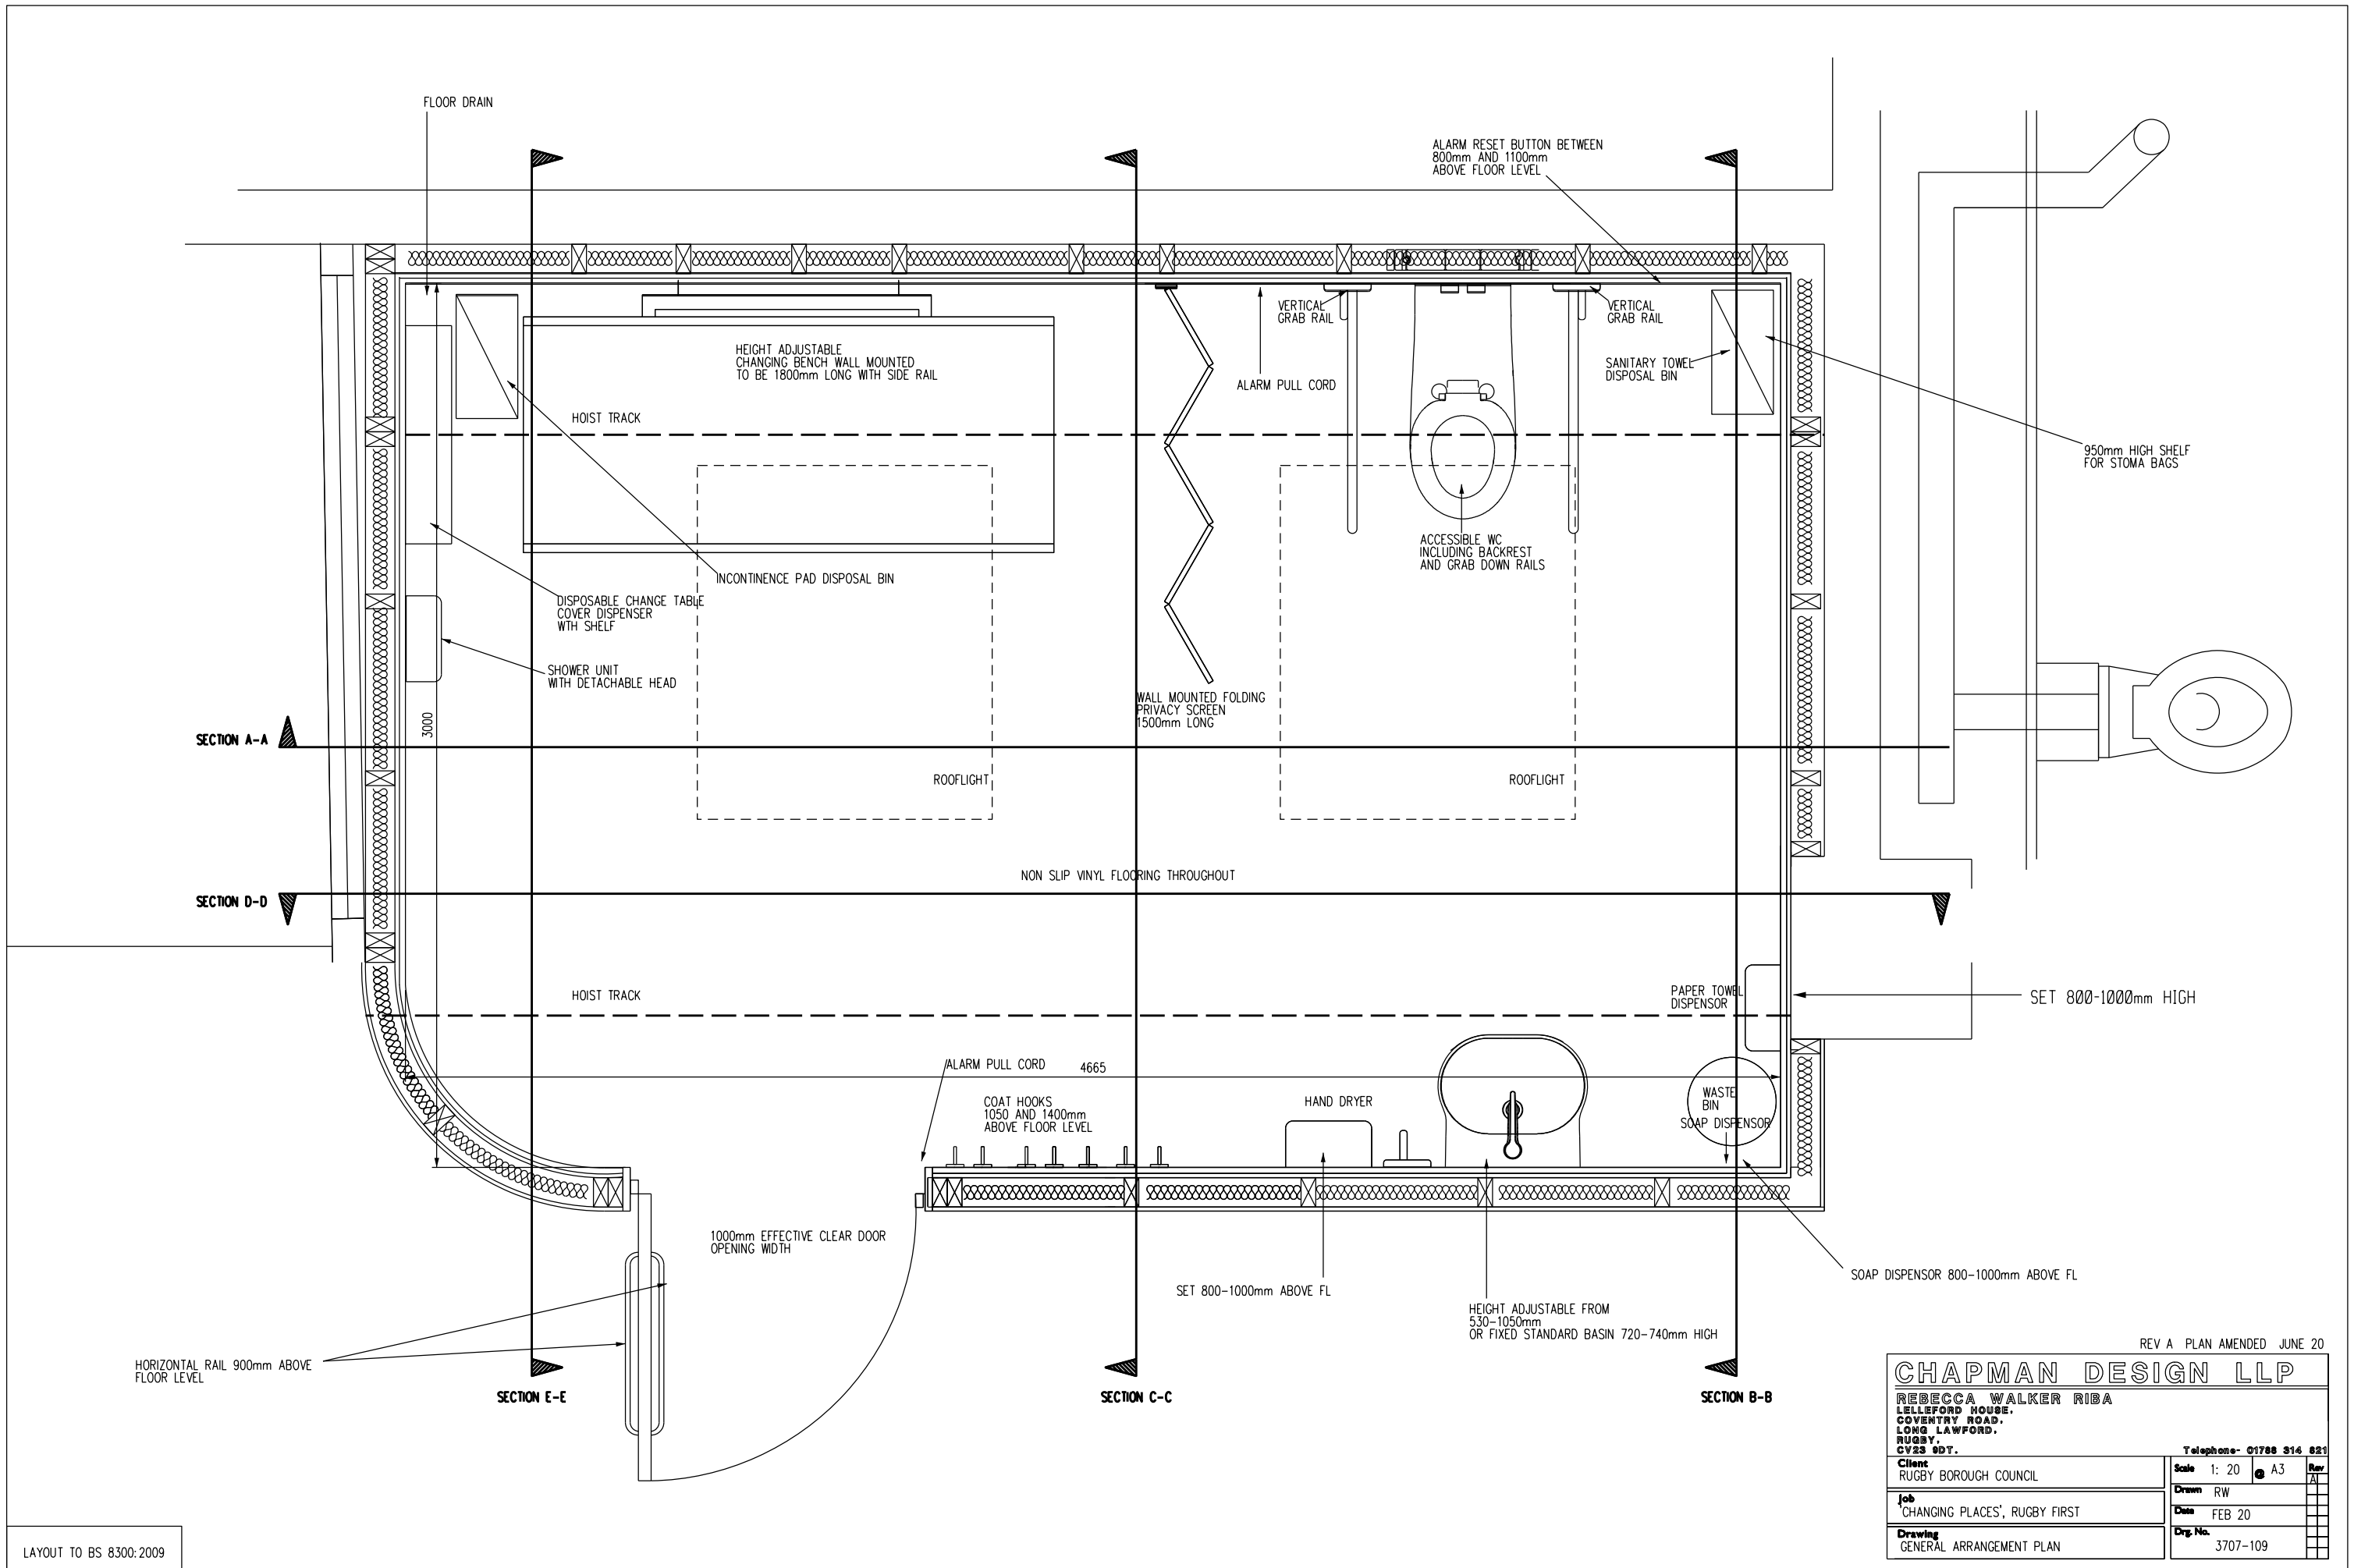 FLOOR DRAIN
ALARM RESET BUTTON BETWEEN
800mm AND 1100mm
ABOVE FLOOR LEVEL
VERTICAL
GRAB RAIL
VERTICAL
GRAB RAIL
HEIGHT ADJUSTABLE
CHANGING BENCH WALL MOUNTED
TO BE 1800mm LONG WITH SIDE RAIL
ALARM PULL CORD
SANITARY TOWEL
DISPOSAL BIN
HOIST TRACK
950mm HIGH SHELF
FOR STOMA BAGS
ACCESSIBLE WC
INCLUDING BACKREST
AND GRAB DOWN RAILS
INCONTINENCE PAD DISPOSAL BIN
DISPOSABLE CHANGE TABLE
COVER DISPENSER
WTH SHELF
SHOWER UNIT
WITH DETACHABLE HEAD
WALL MOUNTED FOLDING
PRIVACY SCREEN
1500mm LONG
3000
SECTION A-A
ROOFLIGHT
ROOFLIGHT
NON SLIP VINYL FLOORING THROUGHOUT
SECTION D-D
HOIST TRACK
PAPER TOWEL
DISPENSOR
SET 800-1000mm HIGH
ALARM PULL CORD
4665
COAT HOOKS
1050 AND 1400mm
ABOVE FLOOR LEVEL
HAND DRYER
WASTE
BIN
SOAP DISPENSOR
1000mm EFFECTIVE CLEAR DOOR
OPENING WIDTH
SET 800-1000mm ABOVE FL
SOAP DISPENSOR 800-1000mm ABOVE FL
HEIGHT ADJUSTABLE FROM
530-1050mm
OR FIXED STANDARD BASIN 720-740mm HIGH
HORIZONTAL RAIL 900mm ABOVE
FLOOR LEVEL
SECTION E-E
SECTION C-C
SECTION B-B
REV A PLAN AMENDED JUNE 20
CHAPMAN DESIGN LLP
REBECCA WALKER RIBA
LELLEFORD HOUSE,
COVENTRY ROAD,
LONG LAWFORD,
RUGBY,
CV23 9DT.
Telephone- 01788 314 821
Client
RUGBY BOROUGH COUNCIL
Scale 1: 20 @ A3
Rev
A
Drawn RW
Job
'CHANGING PLACES', RUGBY FIRST
Date FEB 20
Drawing
GENERAL ARRANGEMENT PLAN
Drg. No.
3707-109
LAYOUT TO BS 8300:2009